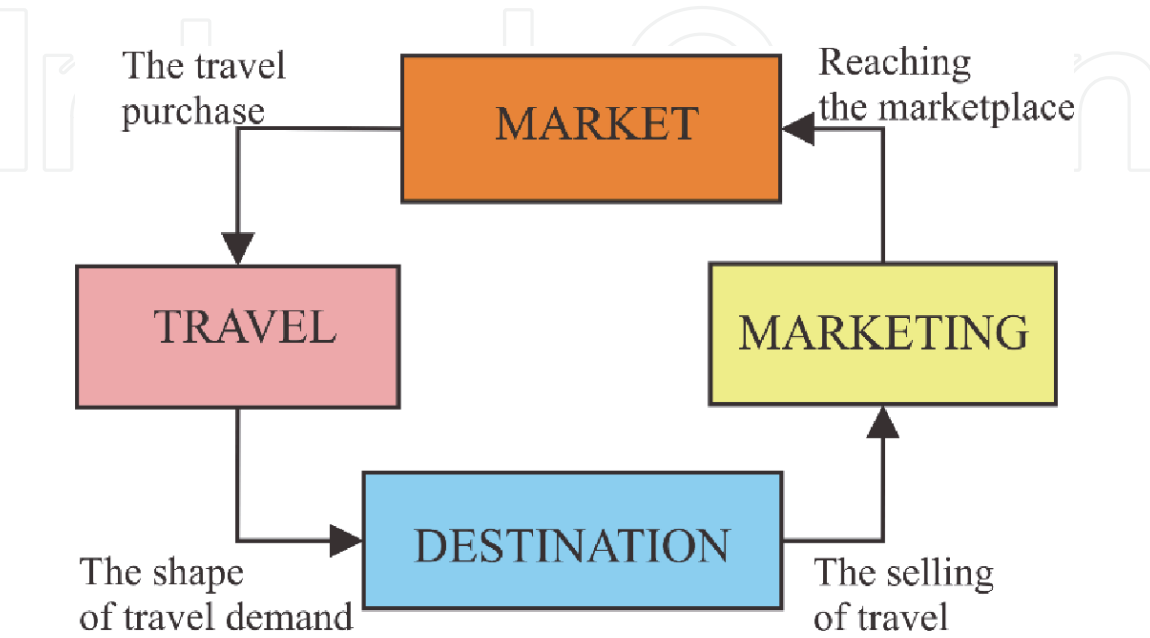 The travel
purchase
MARKET
Reaching
the marketplace
TRAVEL
MARKETING
DESTINATION
The shape
of travel demand
The selling
of travel